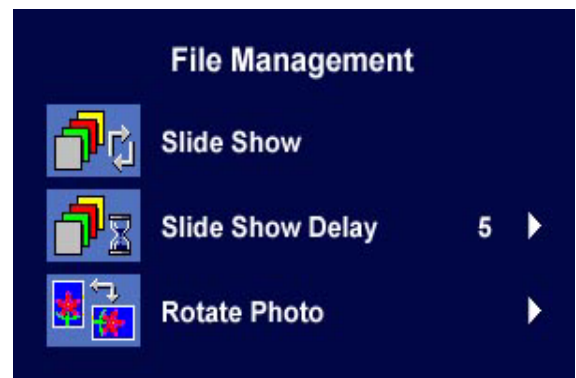 File Management
Slide Show
Slide Show Delay 5
Rotate Photo